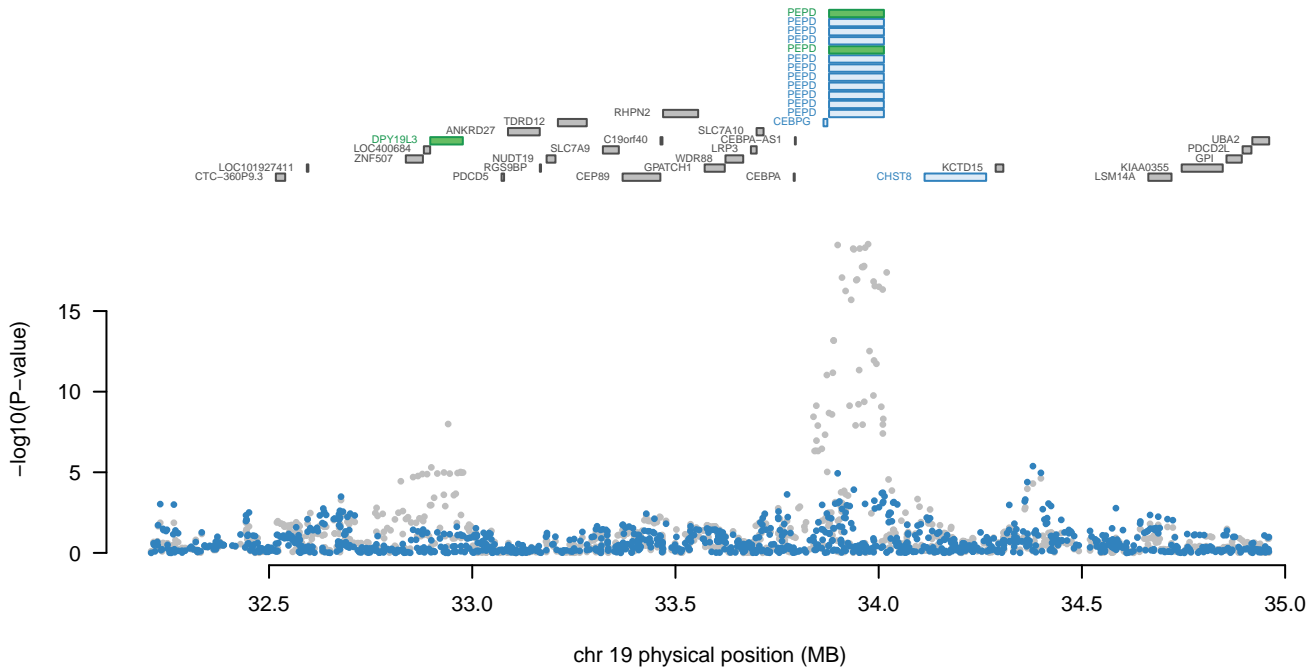 PEPD
PEPD
PEPD
PEPD
PEPD
PEPD
PEPD
PEPD
PEPD
PEPD
PEPD
PEPD
RHPN2
TDRD12 CEBPG
ANKRD27 SLC7A10
DPY19L3 C19orf40 CEBPA−AS1 UBA2
LOC400684 SLC7A9 LRP3 PDCD2L
ZNF507 NUDT19 WDR88 GPI
LOC101927411 RGS9BP GPATCH1 KCTD15 KIAA0355
CTC−360P9.3 PDCD5 CEP89 CEBPA CHST8 LSM14A
15
10
5
0
−log10(P−value)
32.5 33.0 33.5 34.0 34.5 35.0
chr 19 physical position (MB)